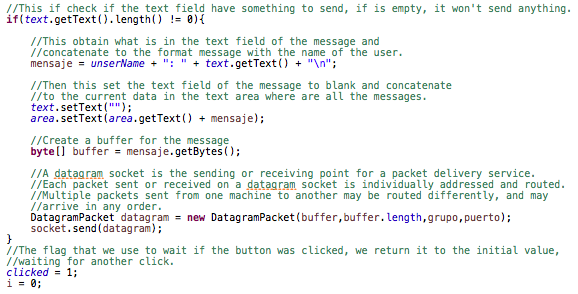 //This if check if the text field have something to send, if is empty, it won't send anything.
if(text.getText().length() != 0){
//This obtain what is in the text field of the message and
//concatenate to the format message with the name of the user.
mensaje = unserName + ": " + text.getText() + "\n";
//Then this set the text field of the message to blank and concatenate
//to the current data in the text area where are all the messages.
text.setText("");
area.setText(area.getText() + mensaje);
//Create a buffer for the message
byte[] buffer = mensaje.getBytes();
//A datagram socket is the sending or receiving point for a packet delivery service.
//Each packet sent or received on a datagram socket is individually addressed and routed.
//Multiple packets sent from one machine to another may be routed differently, and may
//arrive in any order.
DatagramPacket datagram = new DatagramPacket(buffer,buffer.length,grupo,puerto);
socket.send(datagram);
}
//The flag that we use to wait if the button was clicked, we return it to the initial value,
//waiting for another click.
clicked = 1;
i = 0;